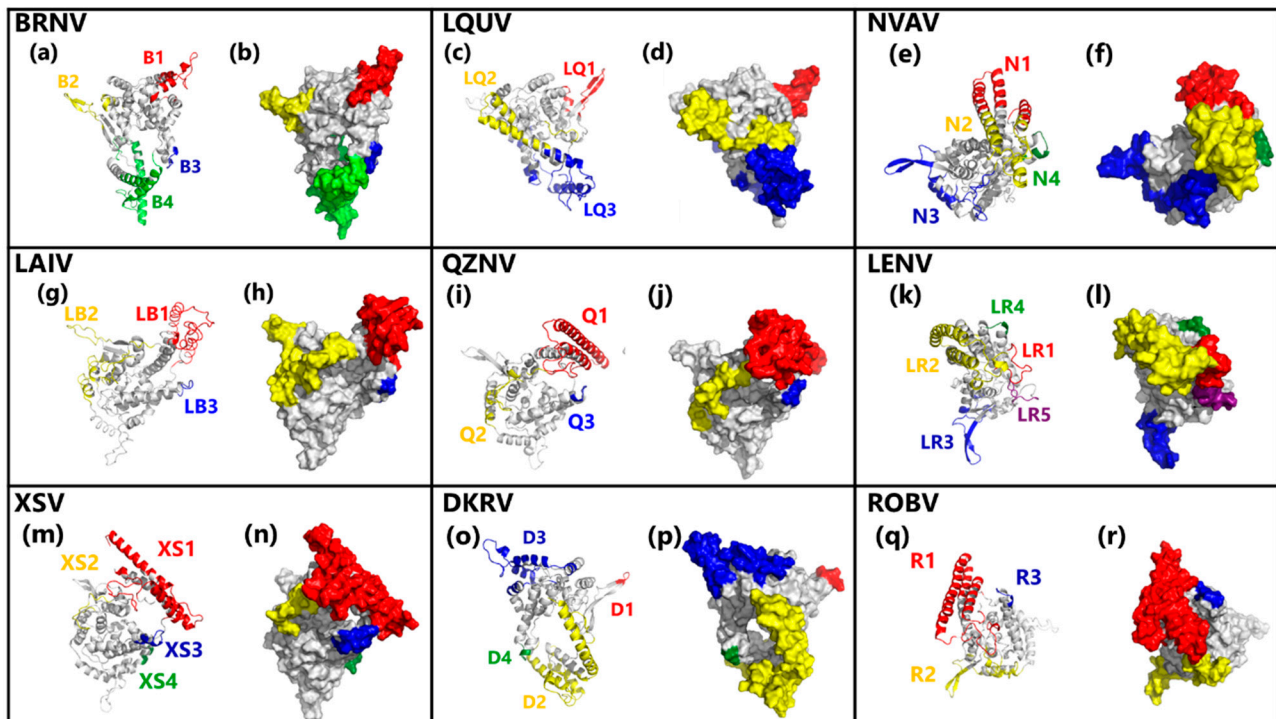 BRNV
(a)
B1
B2
B3
B4
(b)
LQUV
(c)
LQ1
LQ2
LQ3
(d)
NVAV
(e)
N1
N2
N4
N3
(f)
LAIV
(g)
LB2
LB1
LB3
(h)
QZNV
(i)
Q1
Q2
Q3
(j)
LENV
(k)
LR4
LR1
LR2
LR5
LR3
(l)
XSV
(m)
XS1
XS2
XS3
XS4
(n)
DKRV
(o)
D3
D1
D4
D2
(p)
ROBV
(q)
R1
R3
R2
(r)